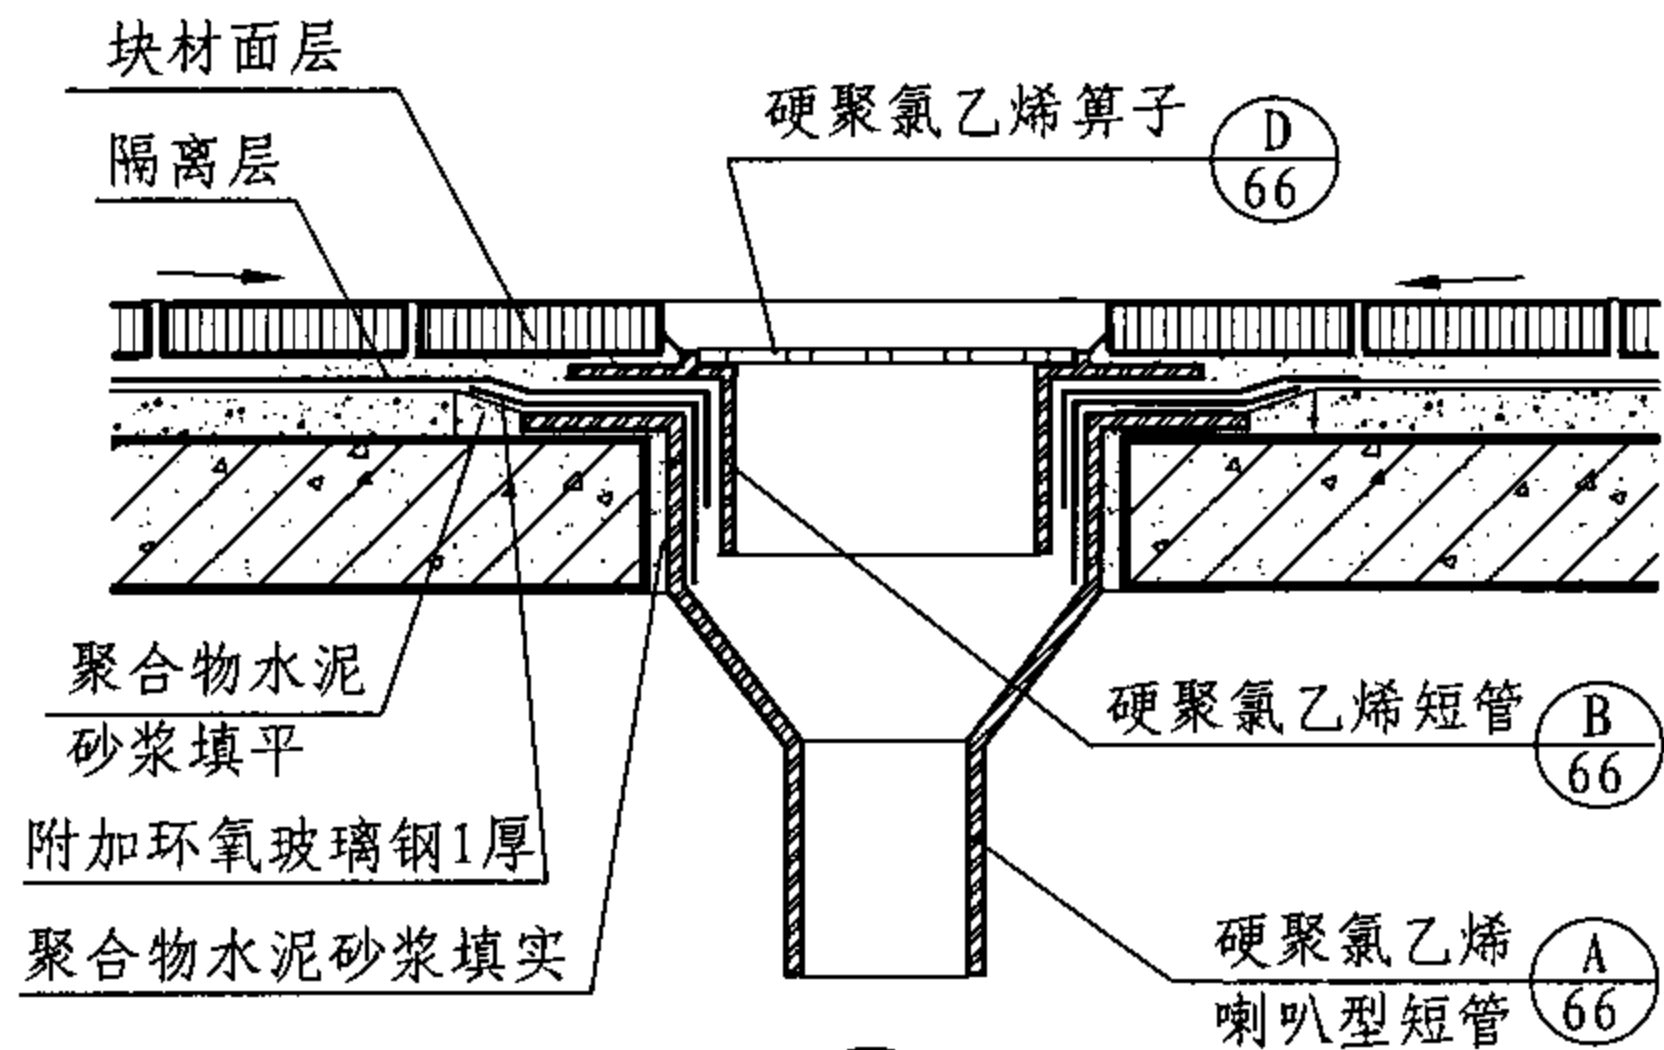 块材面层
硬聚氯乙烯箅子
D
66
隔离层
聚合物水泥
砂浆填平
硬聚氯乙烯短管
B
66
附加环氧玻璃钢1厚
聚合物水泥砂浆填实
硬聚氯乙烯
喇叭型短管
A
66